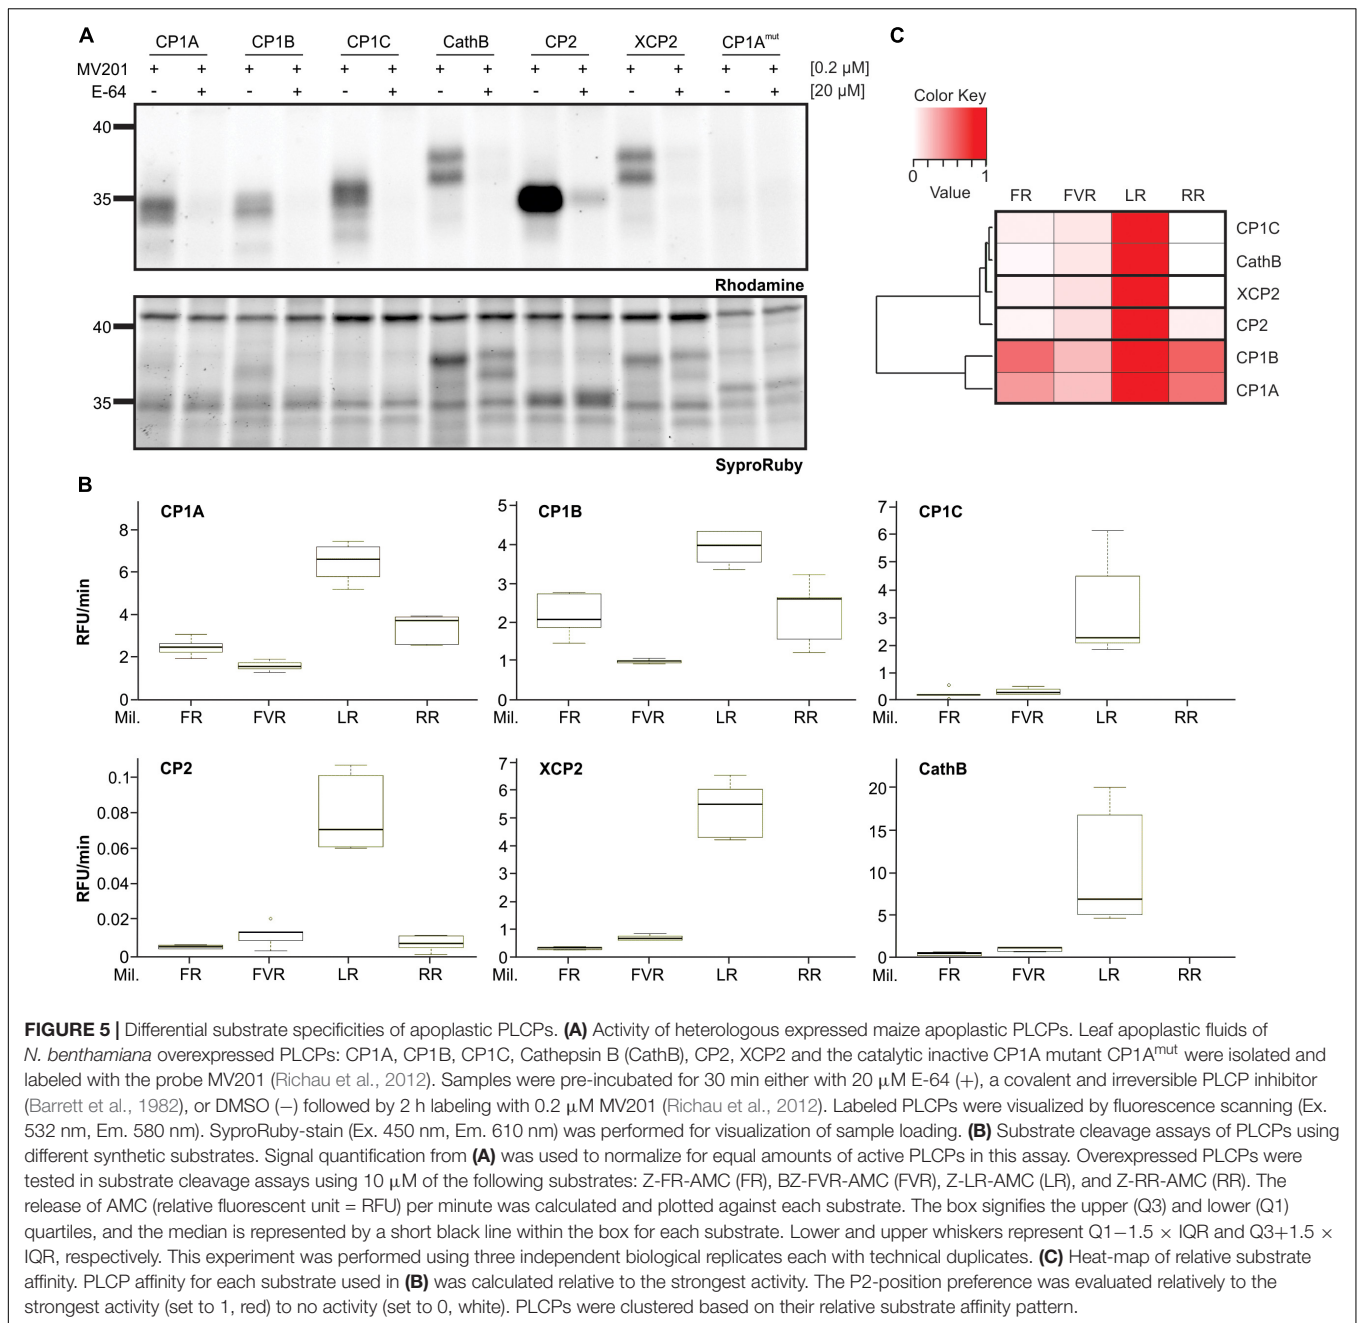 A
CP1A CP1B CP1C CathB CP2 XCP2 CP1Amut
MV201 + + + + + + + + + + + + + + [0.2 µM]
E-64 - + - + - + - + - + - + - + [20 µM]
40
35
Rhodamine
40
35
SyproRuby
C
Color Key
0 1
Value
FR FVR LR RR
CP1C
CathB
XCP2
CP2
CP1B
CP1A
B
CP1A
RFU/min
8
6
4
2
0
Mil. FR FVR LR RR
CP1B
5
4
3
2
1
0
Mil. FR FVR LR RR
CP1C
7
6
5
4
3
2
1
0
Mil. FR FVR LR RR
CP2
RFU/min
0.1
0.08
0.06
0.04
0.02
0
Mil. FR FVR LR RR
XCP2
7
6
5
4
3
2
1
0
Mil. FR FVR LR RR
CathB
20
15
10
5
0
Mil. FR FVR LR RR
FIGURE 5 | Differential substrate specificities of apoplastic PLCPs. (A) Activity of heterologous expressed maize apoplastic PLCPs. Leaf apoplastic fluids of
N. benthamiana overexpressed PLCPs: CP1A, CP1B, CP1C, Cathepsin B (CathB), CP2, XCP2 and the catalytic inactive CP1A mutant CP1Amut were isolated and
labeled with the probe MV201 (Richau et al., 2012). Samples were pre-incubated for 30 min either with 20 µM E-64 (+), a covalent and irreversible PLCP inhibitor
(Barrett et al., 1982), or DMSO (−) followed by 2 h labeling with 0.2 µM MV201 (Richau et al., 2012). Labeled PLCPs were visualized by fluorescence scanning (Ex.
532 nm, Em. 580 nm). SyproRuby-stain (Ex. 450 nm, Em. 610 nm) was performed for visualization of sample loading. (B) Substrate cleavage assays of PLCPs using
different synthetic substrates. Signal quantification from (A) was used to normalize for equal amounts of active PLCPs in this assay. Overexpressed PLCPs were
tested in substrate cleavage assays using 10 µM of the following substrates: Z-FR-AMC (FR), BZ-FVR-AMC (FVR), Z-LR-AMC (LR), and Z-RR-AMC (RR). The
release of AMC (relative fluorescent unit = RFU) per minute was calculated and plotted against each substrate. The box signifies the upper (Q3) and lower (Q1)
quartiles, and the median is represented by a short black line within the box for each substrate. Lower and upper whiskers represent Q1−1.5 × IQR and Q3+1.5 ×
IQR, respectively. This experiment was performed using three independent biological replicates each with technical duplicates. (C) Heat-map of relative substrate
affinity. PLCP affinity for each substrate used in (B) was calculated relative to the strongest activity. The P2-position preference was evaluated relatively to the
strongest activity (set to 1, red) to no activity (set to 0, white). PLCPs were clustered based on their relative substrate affinity pattern.